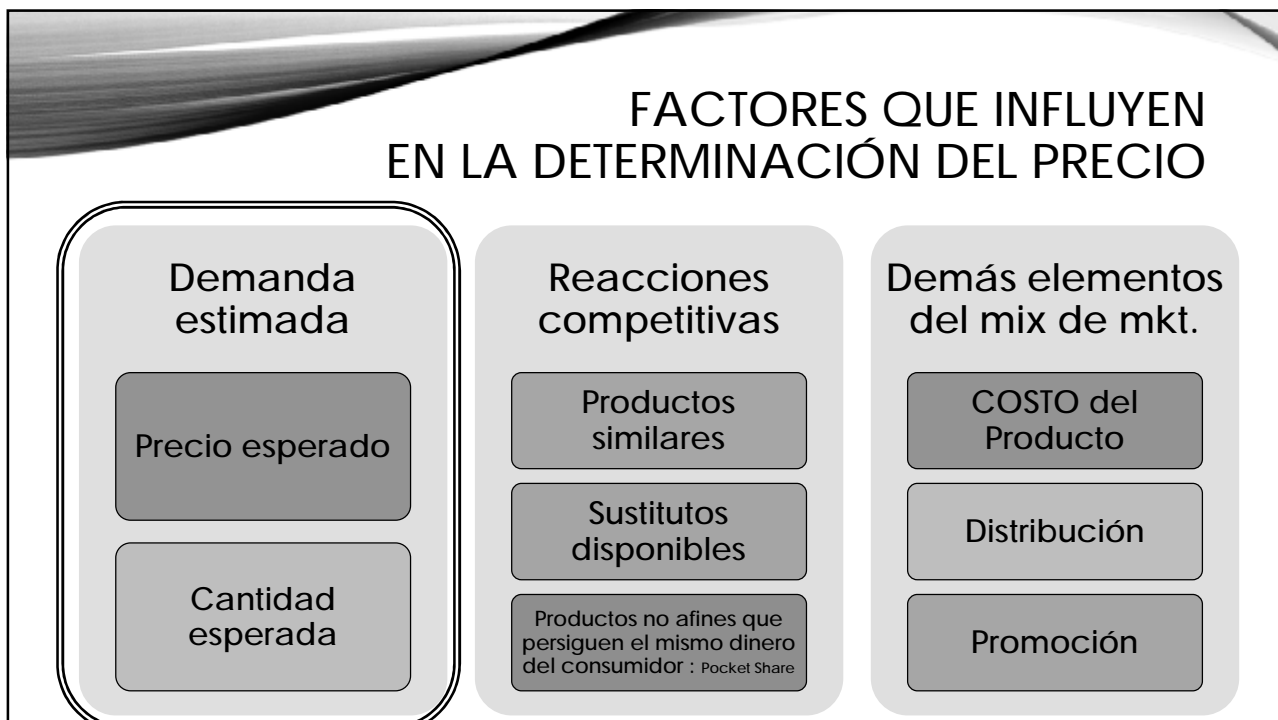 FACTORES QUE INFLUYEN
EN LA DETERMINACIÓN DEL PRECIO
Demanda
estimada
Precio esperado
Cantidad
esperada
Reacciones
competitivas
Productos
similares
Sustitutos
disponibles
Productos no afines que
persiguen el mismo dinero
del consumidor : Pocket Share
Demás elementos
del mix de mkt.
COSTO del
Producto
Distribución
Promoción